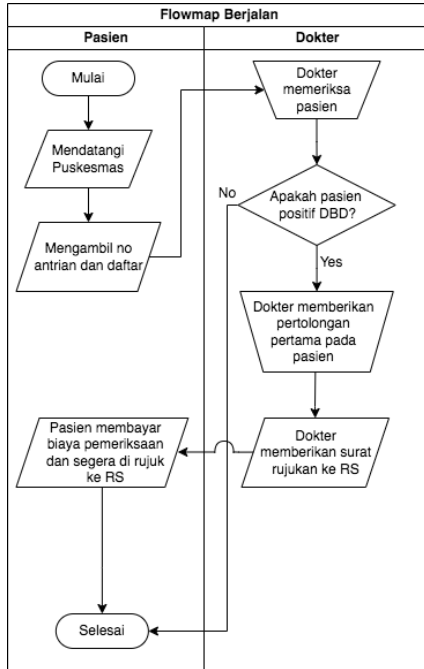 Flowmap Berjalan
Pasien
Dokter
Mulai
Mendatangi
Puskesmas
Mengambil no
antrian dan daftar
Dokter
memeriksa
pasien
Apakah pasien
positif DBD?
No
Yes
Dokter memberikan
pertolongan
pertama pada
pasien
Dokter
memberikan surat
rujukan ke RS
Pasien membayar
biaya pemeriksaan
dan segera di rujuk
ke RS
Selesai